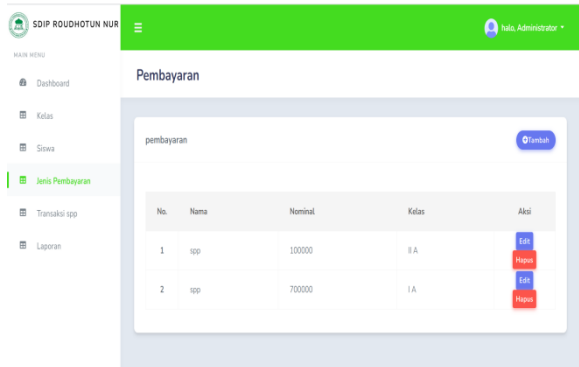 SDIP ROUDHOTUN NUR
halo, Administrator
MAIN MENU
Dashboard
Kelas
Siswa
Jenis Pembayaran
Transaksi spp
Laporan
Pembayaran
pembayaran
Tambah
No. Nama Nominal Kelas Aksi
1 spp 100000 II A Edit
Hapus
2 spp 700000 I A Edit
Hapus